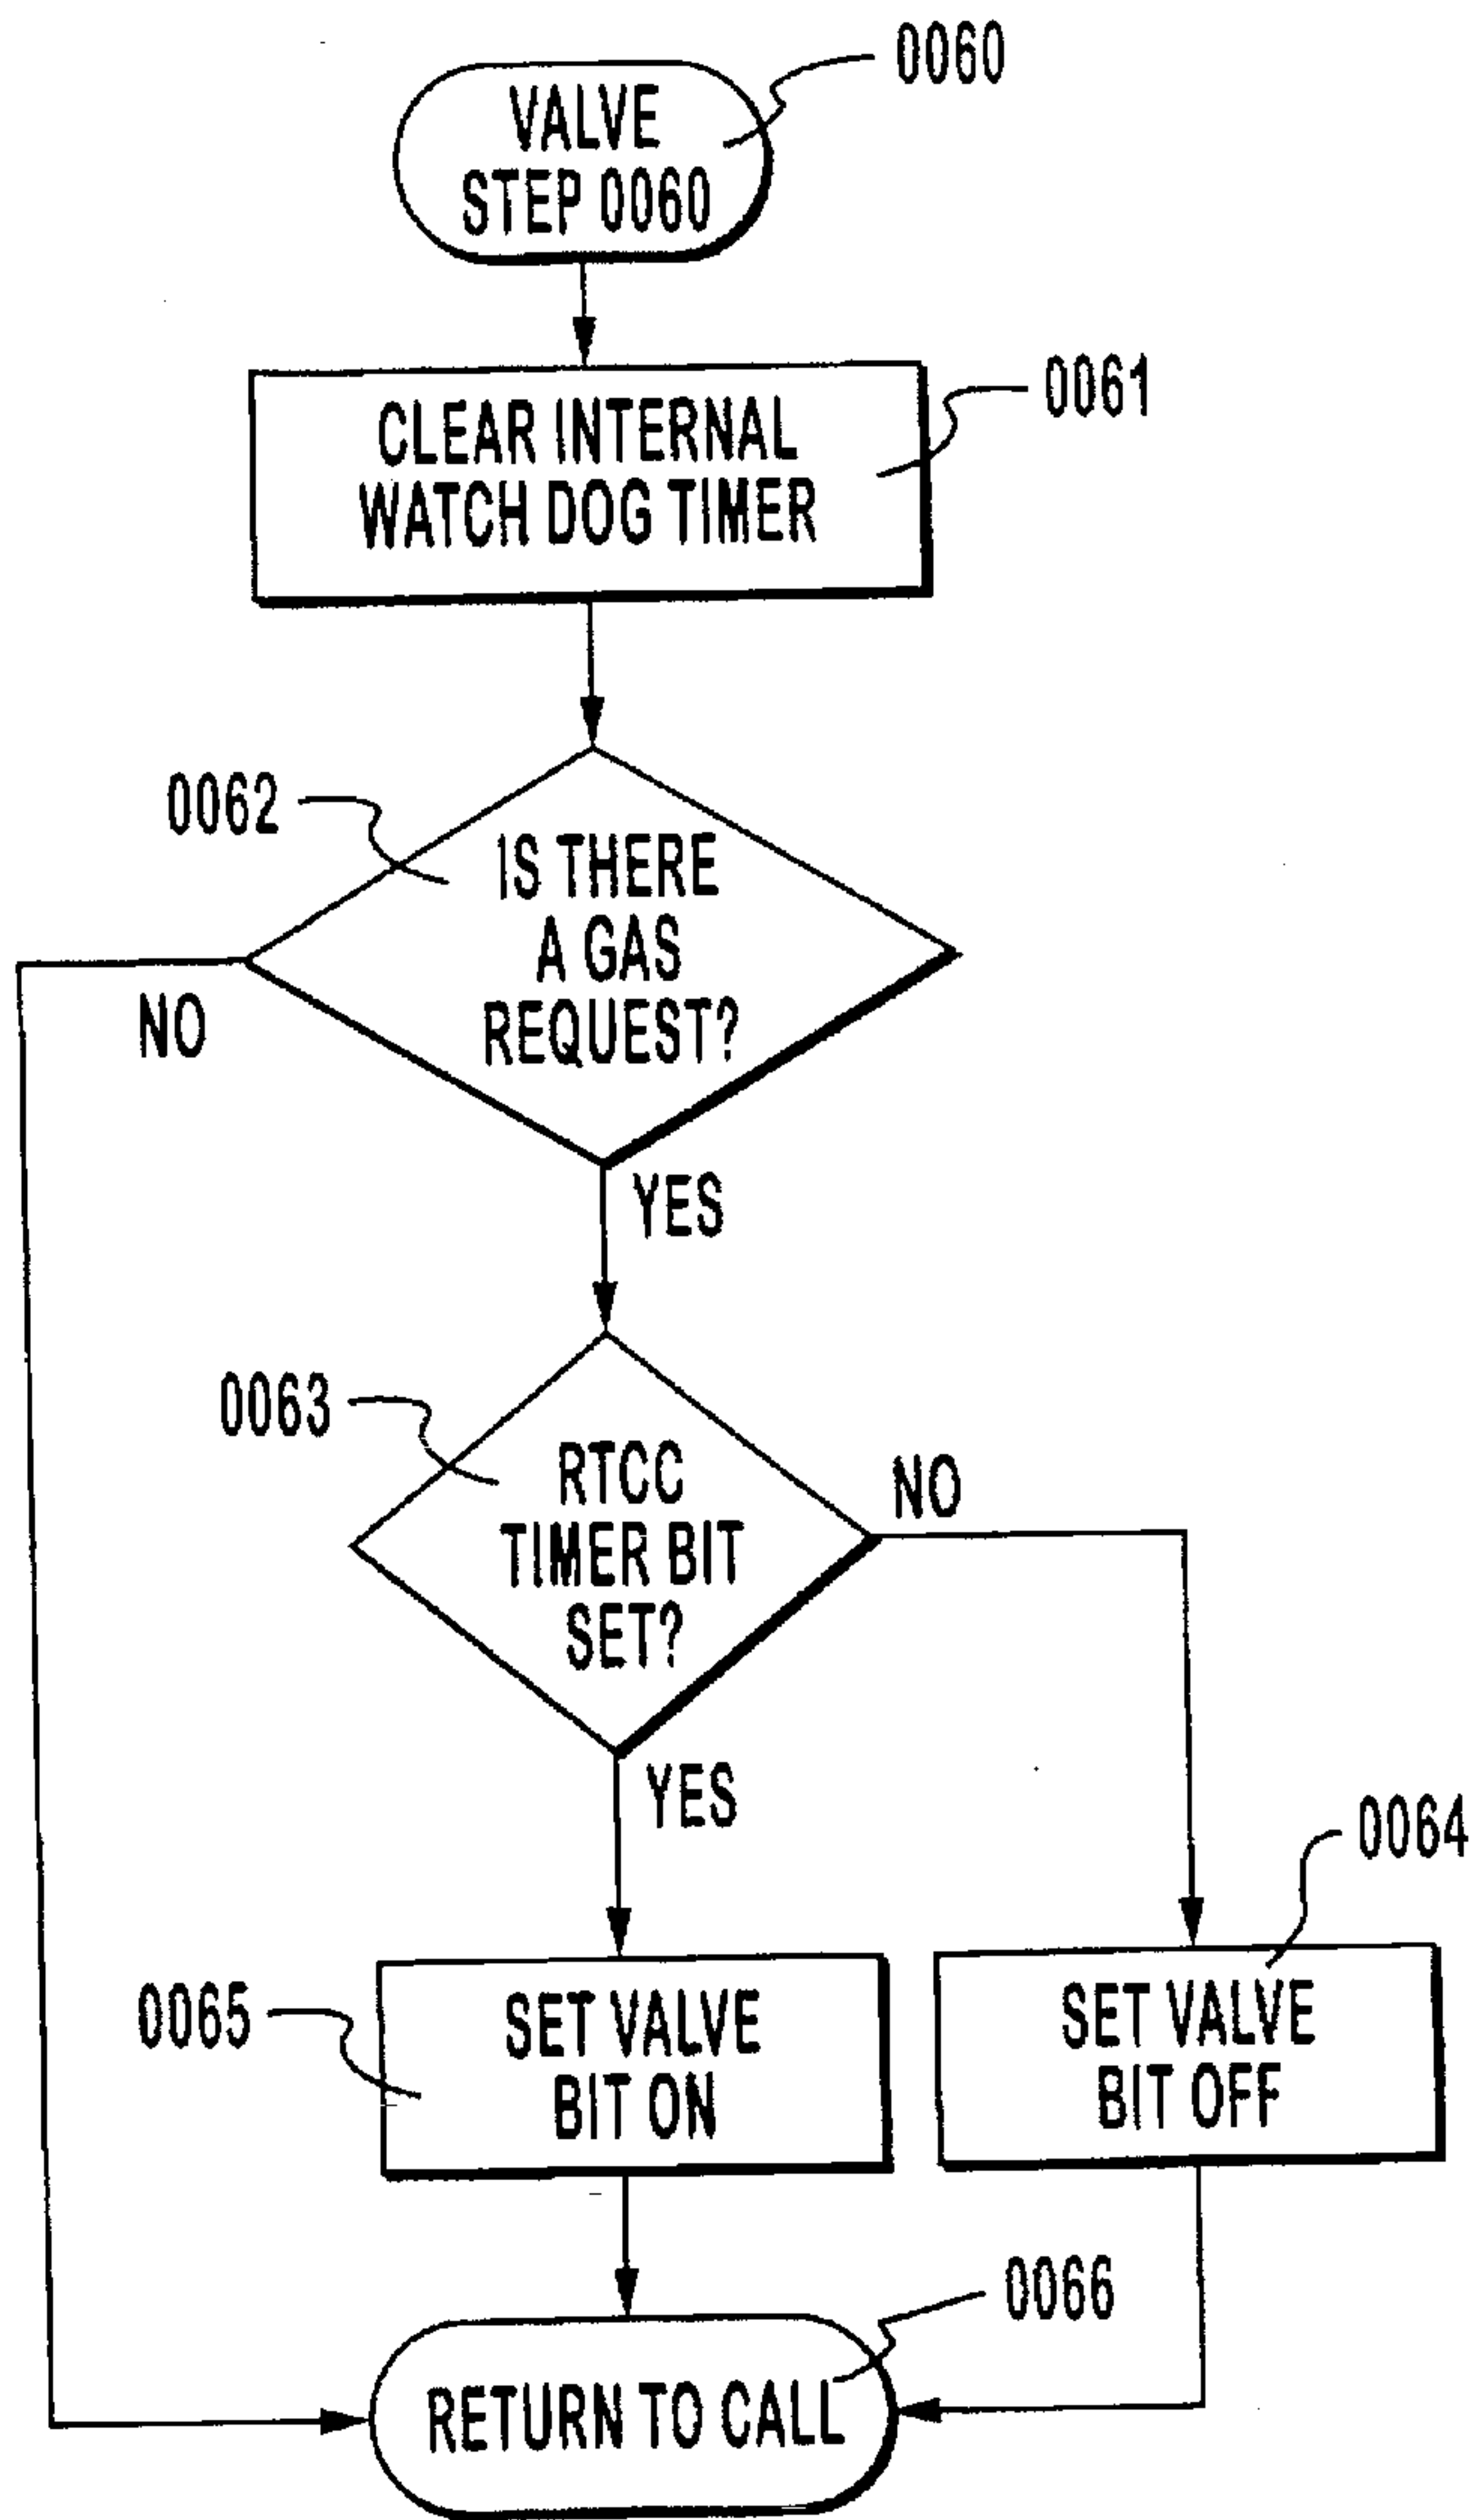 0060
VALVE
STEP 0060
0061
CLEAR INTERNAL
WATCH DOG TIMER
0062
IS THERE
A GAS
REQUEST?
NO
YES
0063
RTCC
TIMER BIT
SET?
NO
YES
0064
0065
SET VALVE
BIT ON
SET VALVE
BIT OFF
0066
RETURN TO CALL